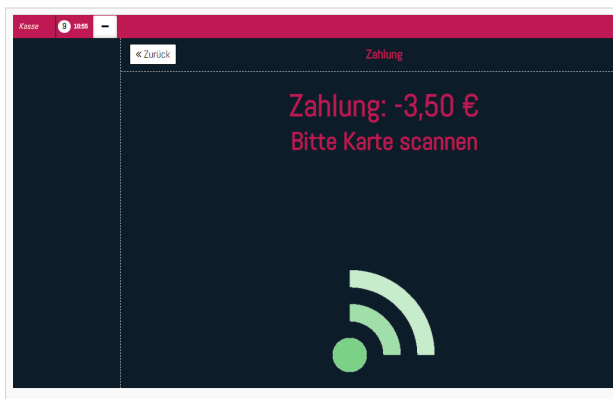 Kasse 9 10:55
« Zurück Zahlung
Zahlung: -3,50 €
Bitte Karte scannen